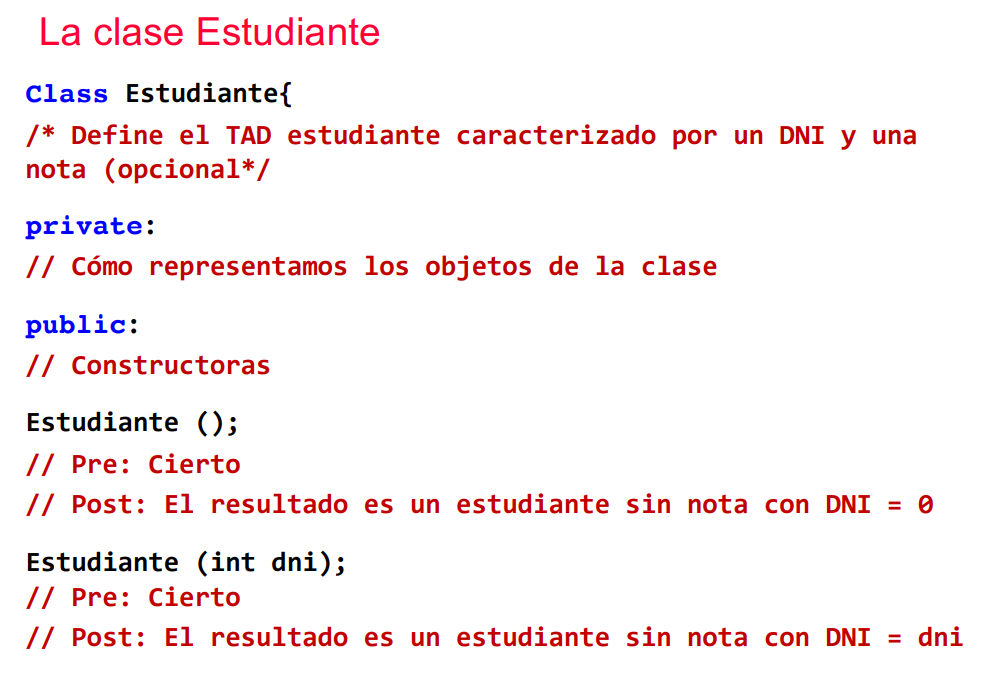 La clase Estudiante
Class Estudiante{
/* Define el TAD estudiante caracterizado por un DNI y una
nota (opcional*/
private:
// Cómo representamos los objetos de la clase
public:
// Constructoras
Estudiante ();
// Pre: Cierto
// Post: El resultado es un estudiante sin nota con DNI = 0
Estudiante (int dni);
// Pre: Cierto
// Post: El resultado es un estudiante sin nota con DNI = dni